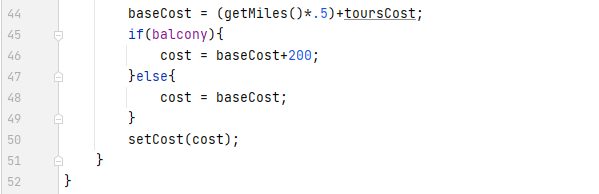 44 baseCost = (getMiles()*.5)+toursCost;
45 if(balcony){
46 cost = baseCost+200;
47 }else{
48 cost = baseCost;
49 }
50 setCost(cost);
51 }
52 }